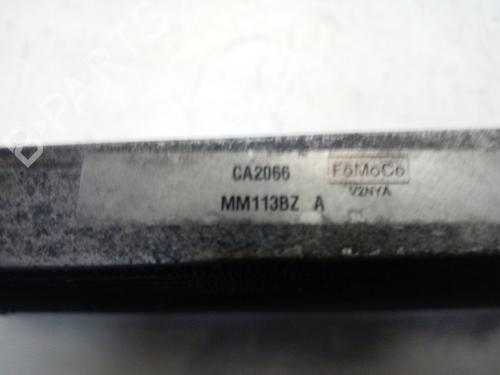 CA2066
FoMoCo
V2NYA
MM113BZ A
B-PARTS